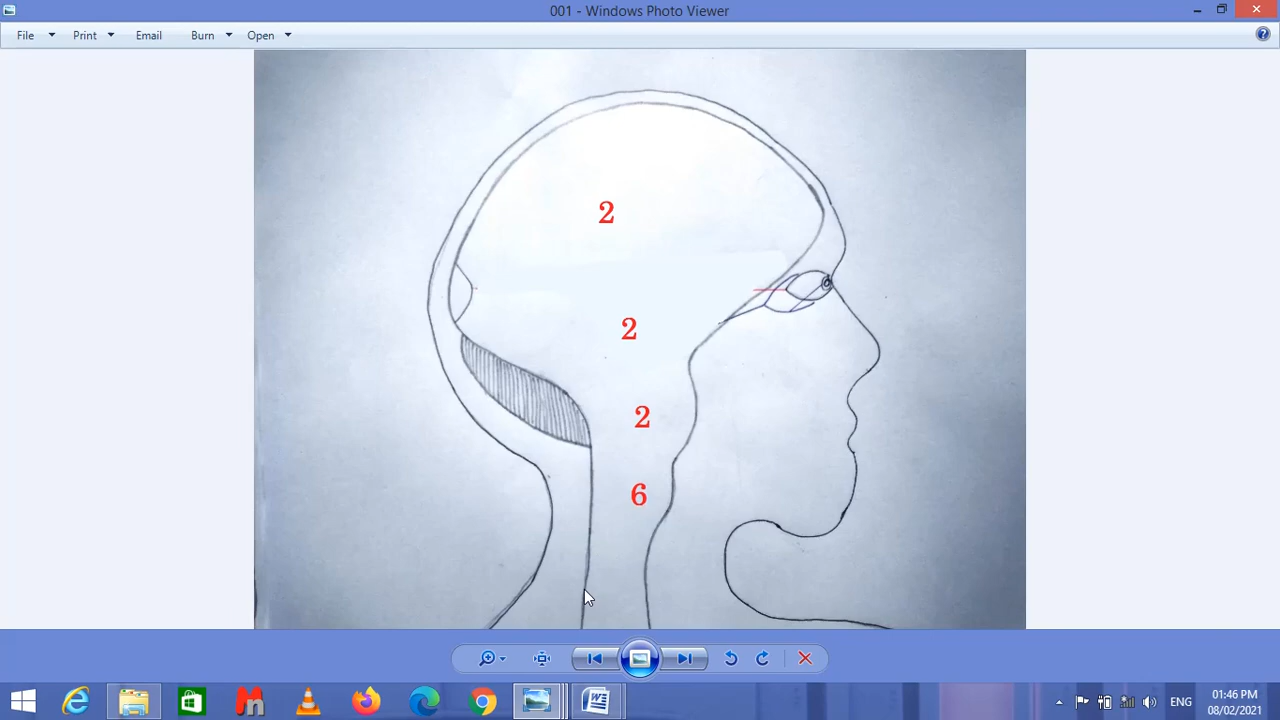 001 - Windows Photo Viewer
File Print Email Burn Open
2
2
2
6
ENG
01:46 PM
08/02/2021